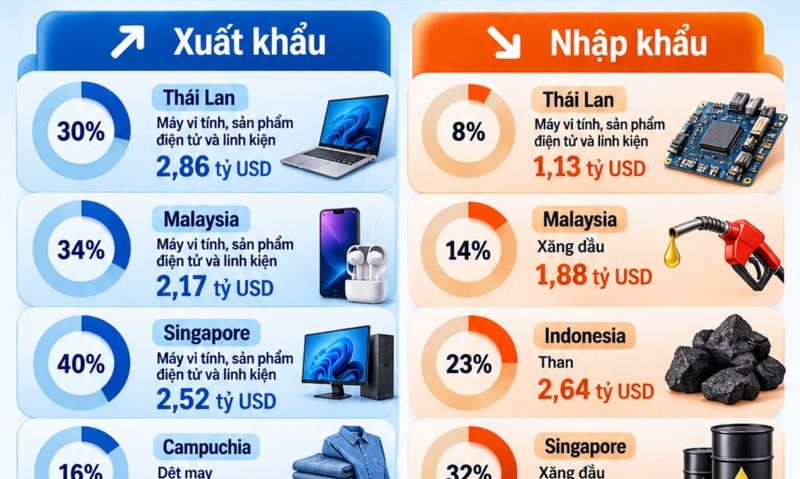 Xuất khẩu
30%
Thái Lan
Máy vi tính, sản phẩm
điện tử và linh kiện
2,86 tỷ USD
34%
Malaysia
Máy vi tính, sản phẩm
điện tử và linh kiện
2,17 tỷ USD
40%
Singapore
Máy vi tính, sản phẩm
điện tử và linh kiện
2,52 tỷ USD
16%
Campuchia
Dệt may
Nhập khẩu
8%
Thái Lan
Máy vi tính, sản phẩm
điện tử và linh kiện
1,13 tỷ USD
14%
Malaysia
Xăng dầu
1,88 tỷ USD
23%
Indonesia
Than
2,64 tỷ USD
32%
Singapore
Xăng dầu